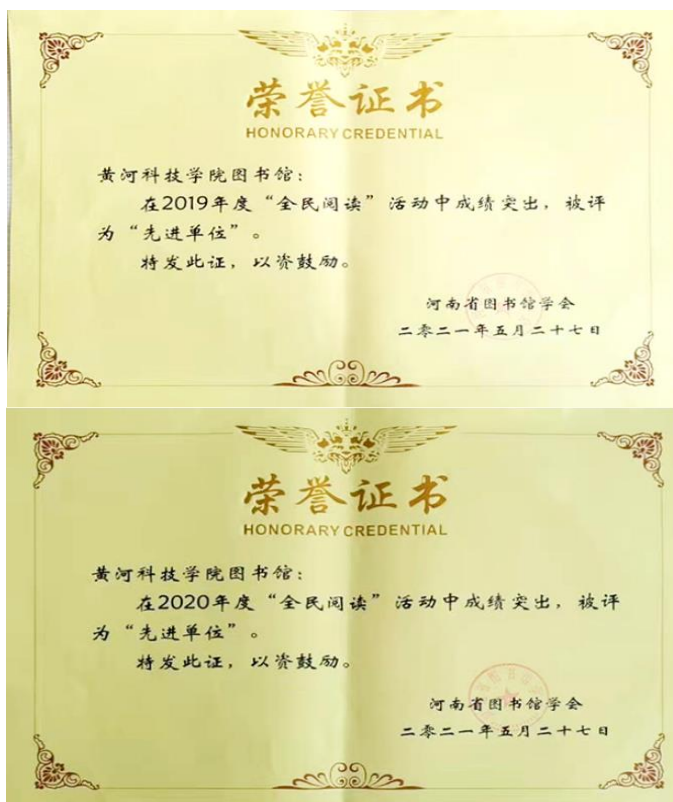 荣誉证书
HONORARY CREDENTIAL
黄河科技学院图书馆：
在2019年度“全民阅读”活动中成绩突出，被评
为“先进单位”。
特发此证，以资鼓励。
河南省图书馆学会
二零二一年五月二十七日
荣誉证书
HONORARY CREDENTIAL
黄河科技学院图书馆：
在2020年度“全民阅读”活动中成绩突出，被评
为“先进单位”。
特发此证，以资鼓励。
河南省图书馆学会
二零二一年五月二十七日